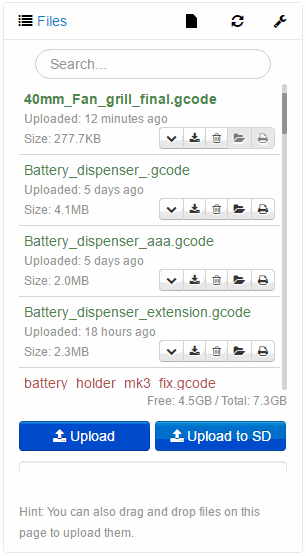 Files
Search...
40mm_Fan_grill_final.gcode
Uploaded: 12 minutes ago
Size: 277.7KB
Battery_dispenser_.gcode
Uploaded: 5 days ago
Size: 4.1MB
Battery_dispenser_aaa.gcode
Uploaded: 5 days ago
Size: 2.0MB
Battery_dispenser_extension.gcode
Uploaded: 18 hours ago
Size: 2.3MB
battery_holder_mk3_fix.gcode
Free: 4.5GB / Total: 7.3GB
Upload Upload to SD
Hint: You can also drag and drop files on this
page to upload them.